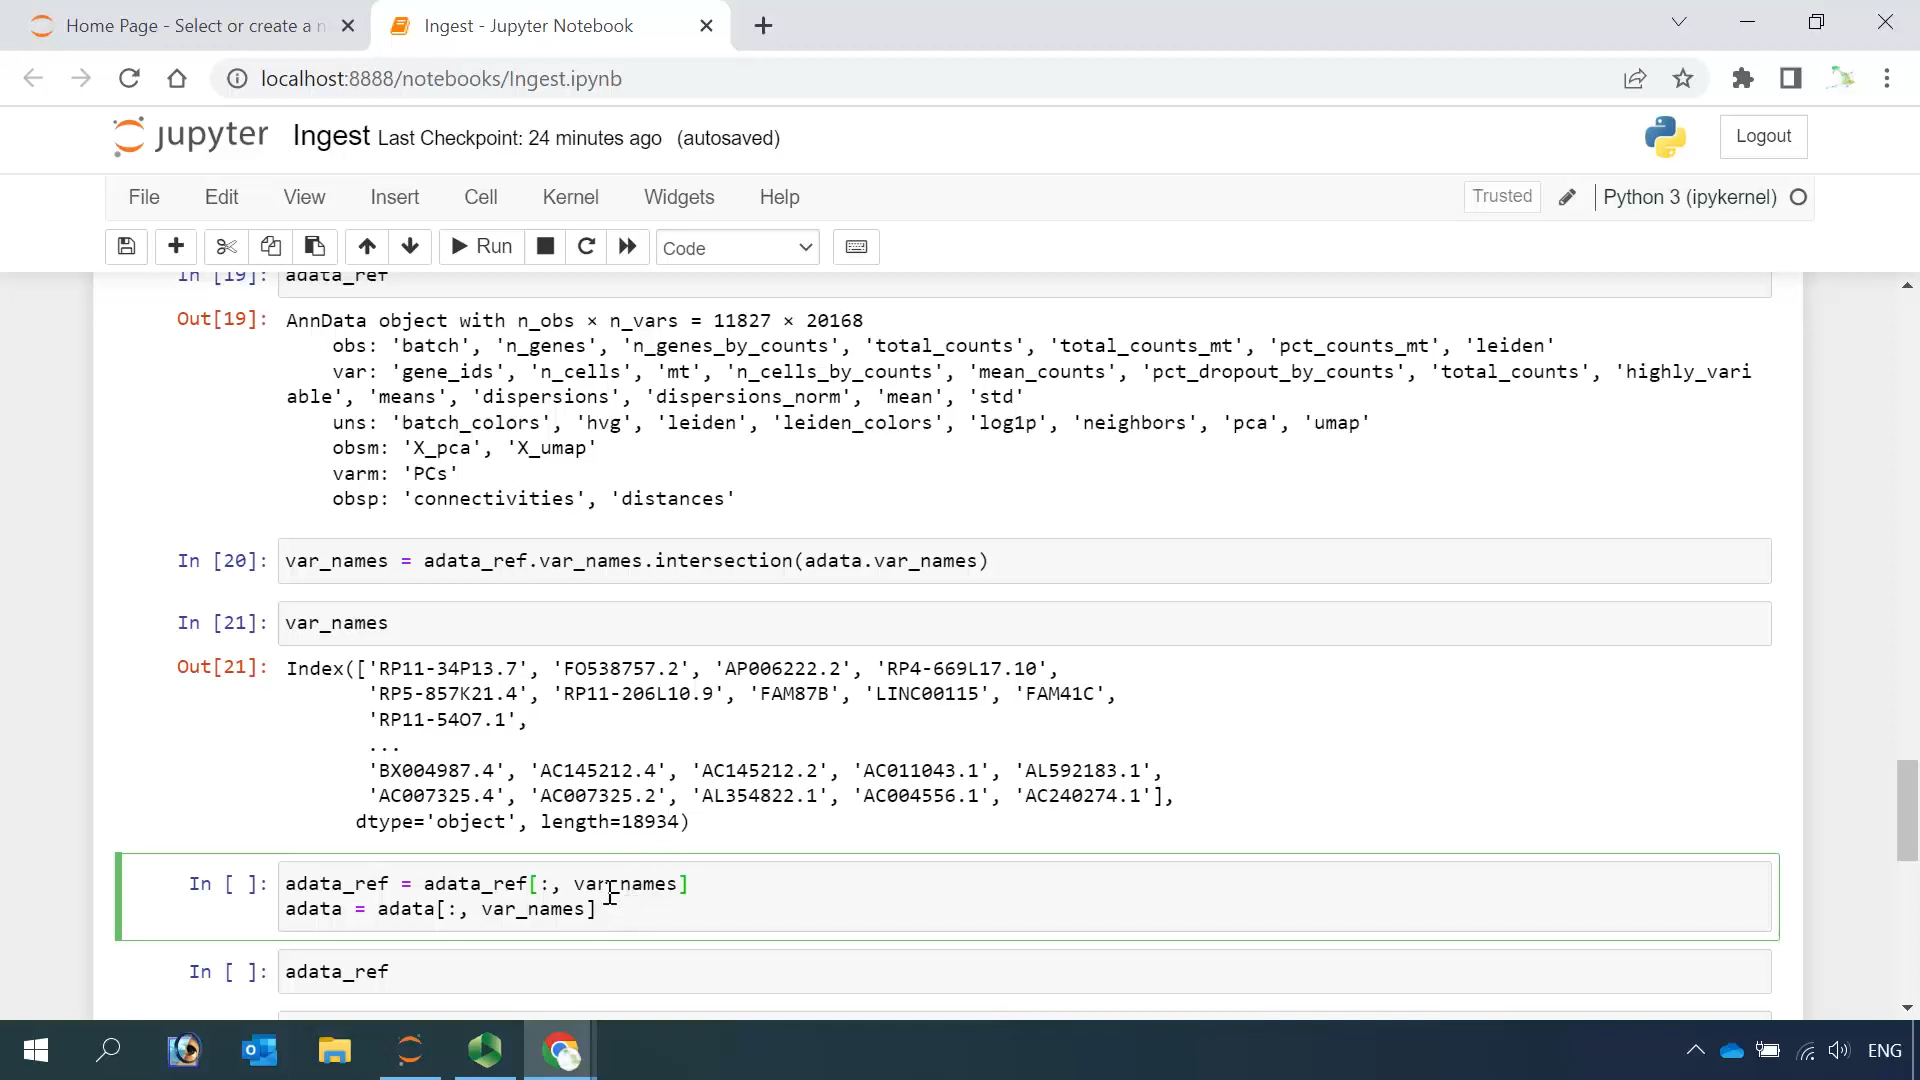 Home Page - Select or create a n
Ingest - Jupyter Notebook
localhost:8888/notebooks/Ingest.ipynb
jupyter Ingest Last Checkpoint: 24 minutes ago (autosaved)
Logout
File Edit View Insert Cell Kernel Widgets Help
Trusted Python 3 (ipykernel)
Run Code
In [19]: adata_ref
Out[19]: AnnData object with n_obs × n_vars = 11827 × 20168
obs: 'batch', 'n_genes', 'n_genes_by_counts', 'total_counts', 'total_counts_mt', 'pct_counts_mt', 'leiden'
var: 'gene_ids', 'n_cells', 'mt', 'n_cells_by_counts', 'mean_counts', 'pct_dropout_by_counts', 'total_counts', 'highly_vari
able', 'means', 'dispersions', 'dispersions_norm', 'mean', 'std'
uns: 'batch_colors', 'hvg', 'leiden', 'leiden_colors', 'log1p', 'neighbors', 'pca', 'umap'
obsm: 'X_pca', 'X_umap'
varm: 'PCs'
obsp: 'connectivities', 'distances'
In [20]: var_names = adata_ref.var_names.intersection(adata.var_names)
In [21]: var_names
Out[21]: Index(['RP11-34P13.7', 'FO538757.2', 'AP006222.2', 'RP4-669L17.10',
'RP5-857K21.4', 'RP11-206L10.9', 'FAM87B', 'LINC00115', 'FAM41C',
'RP11-54O7.1',
...
'BX004987.4', 'AC145212.4', 'AC145212.2', 'AC011043.1', 'AL592183.1',
'AC007325.4', 'AC007325.2', 'AL354822.1', 'AC004556.1', 'AC240274.1'],
dtype='object', length=18934)
In [ ]: adata_ref = adata_ref[:, var_names]
adata = adata[:, var_names]
In [ ]: adata_ref
ENG